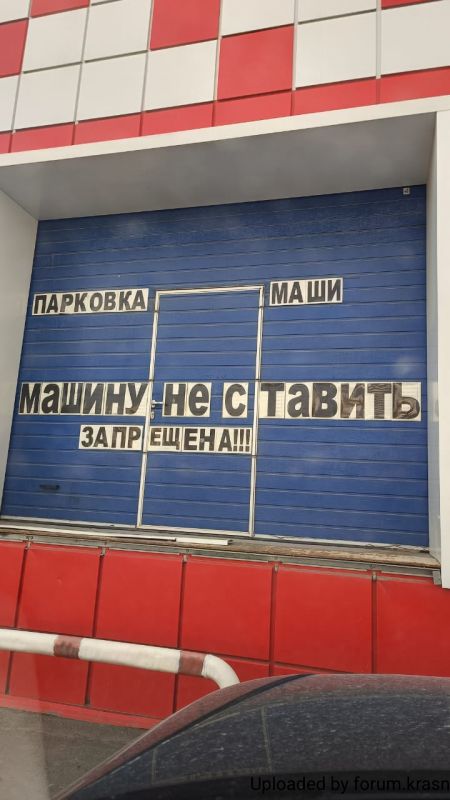 ПАРКОВКА МАШИ
машину не ставить
ЗАПРЕЩЕНА!!!
Uploaded by forum.krasn